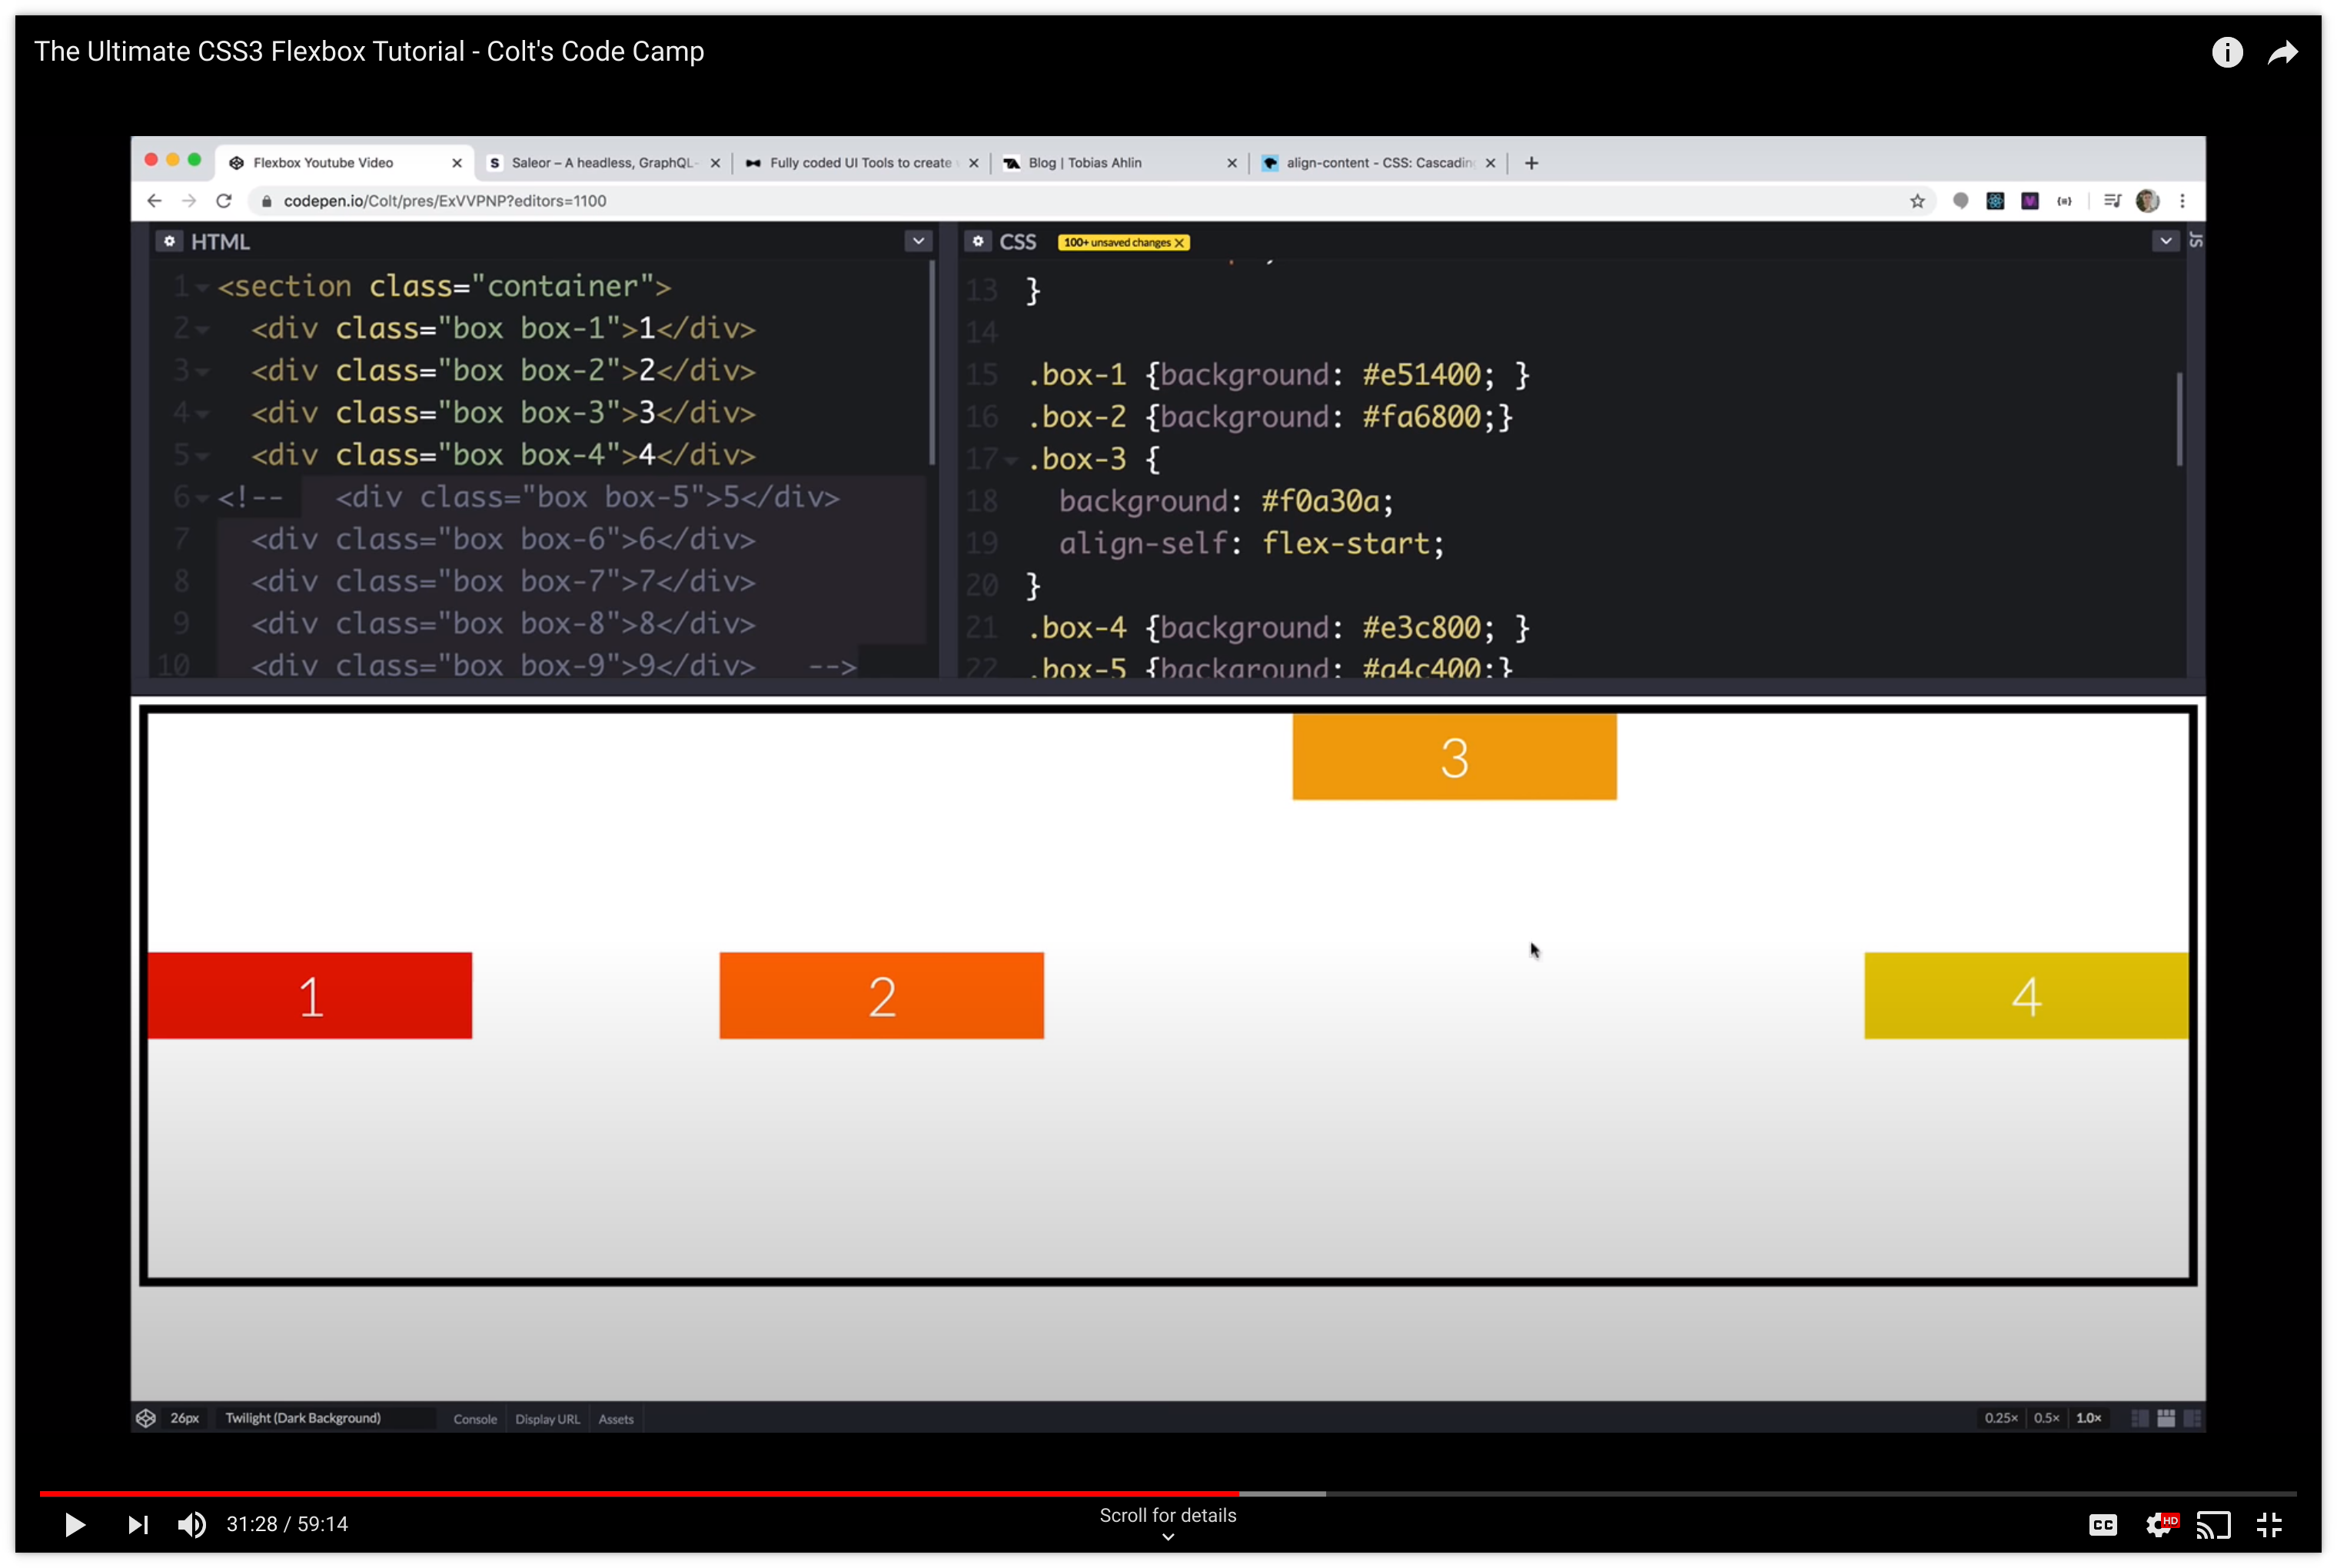 The Ultimate CSS3 Flexbox Tutorial - Colt's Code Camp
Flexbox Youtube Video
S Saleor – A headless, GraphQL-
Fully coded UI Tools to create
Blog | Tobias Ahlin
align-content - CSS: Cascading
codepen.io/Colt/pres/ExVVPNP?editors=1100
HTML
1 <section class="container">
2 <div class="box box-1">1</div>
3 <div class="box box-2">2</div>
4 <div class="box box-3">3</div>
5 <div class="box box-4">4</div>
6 <!-- <div class="box box-5">5</div>
7 <div class="box box-6">6</div>
8 <div class="box box-7">7</div>
9 <div class="box box-8">8</div>
10 <div class="box box-9">9</div> -->
CSS 100+ unsaved changes X
JS
13 }
14
15 .box-1 {background: #e51400; }
16 .box-2 {background: #fa6800;}
17 .box-3 {
18 background: #f0a30a;
19 align-self: flex-start;
20 }
21 .box-4 {background: #e3c800; }
22 .box-5 {background: #a4c400;}
3
1
2
4
26px Twilight (Dark Background) Console Display URL Assets 0.25× 0.5× 1.0×
Scroll for details
31:28 / 59:14
CC
HD